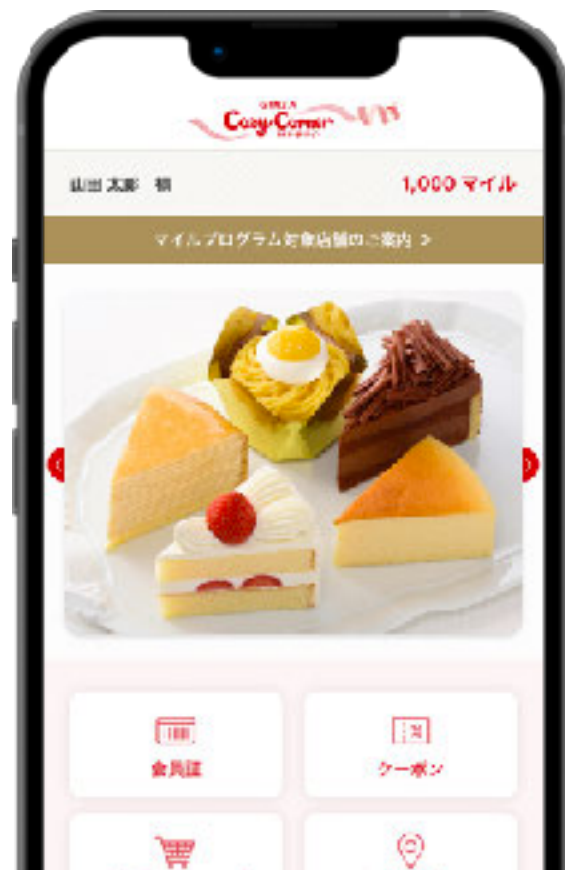 GINZA
Cozy Corner
山田 太郎 様
1,000 マイル
マイルプログラム対象店舗のご案内 >
会員証
クーポン